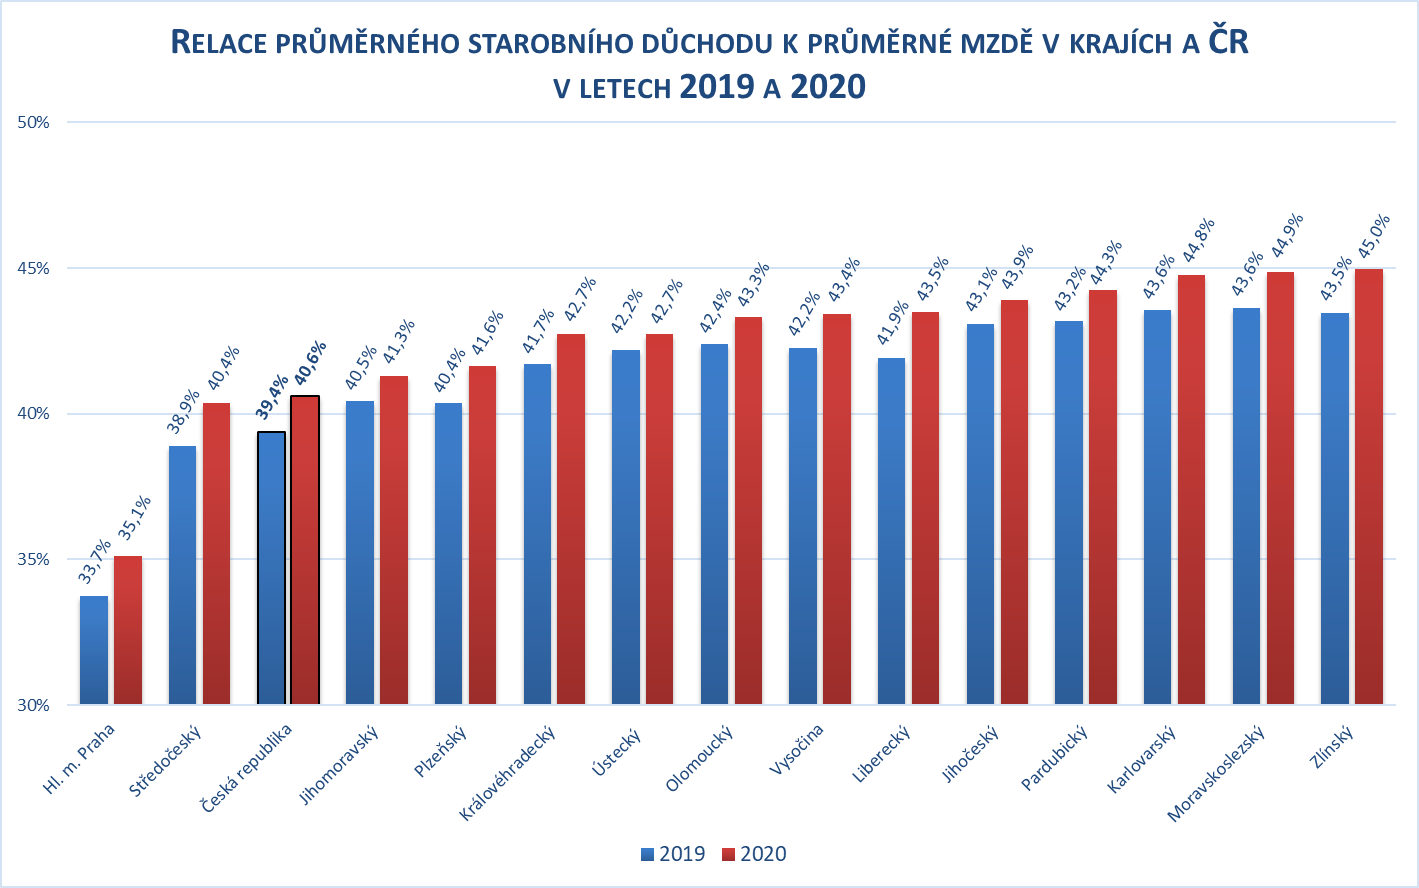 RELACE PRŮMĚRNÉHO STAROBNÍHO DŮCHODU K PRŮMĚRNÉ MZDĚ V KRAJÍCH A ČR
V LETECH 2019 A 2020
50%
45%
40%
35%
30%
33,7%
35,1%
38,9%
40,4%
39,4%
40,6%
40,5%
41,3%
40,4%
41,6%
41,7%
42,7%
42,2%
42,7%
42,4%
43,3%
42,2%
43,4%
41,9%
43,5%
43,1%
43,9%
43,2%
44,3%
43,6%
44,8%
43,6%
44,9%
43,5%
45,0%
Hl. m. Praha
Středočeský
Česká republika
Jihomoravský
Plzeňský
Královéhradecký
Ústecký
Olomoucký
Vysočina
Liberecký
Jihočeský
Pardubický
Karlovarský
Moravskoslezský
Zlínský
2019
2020